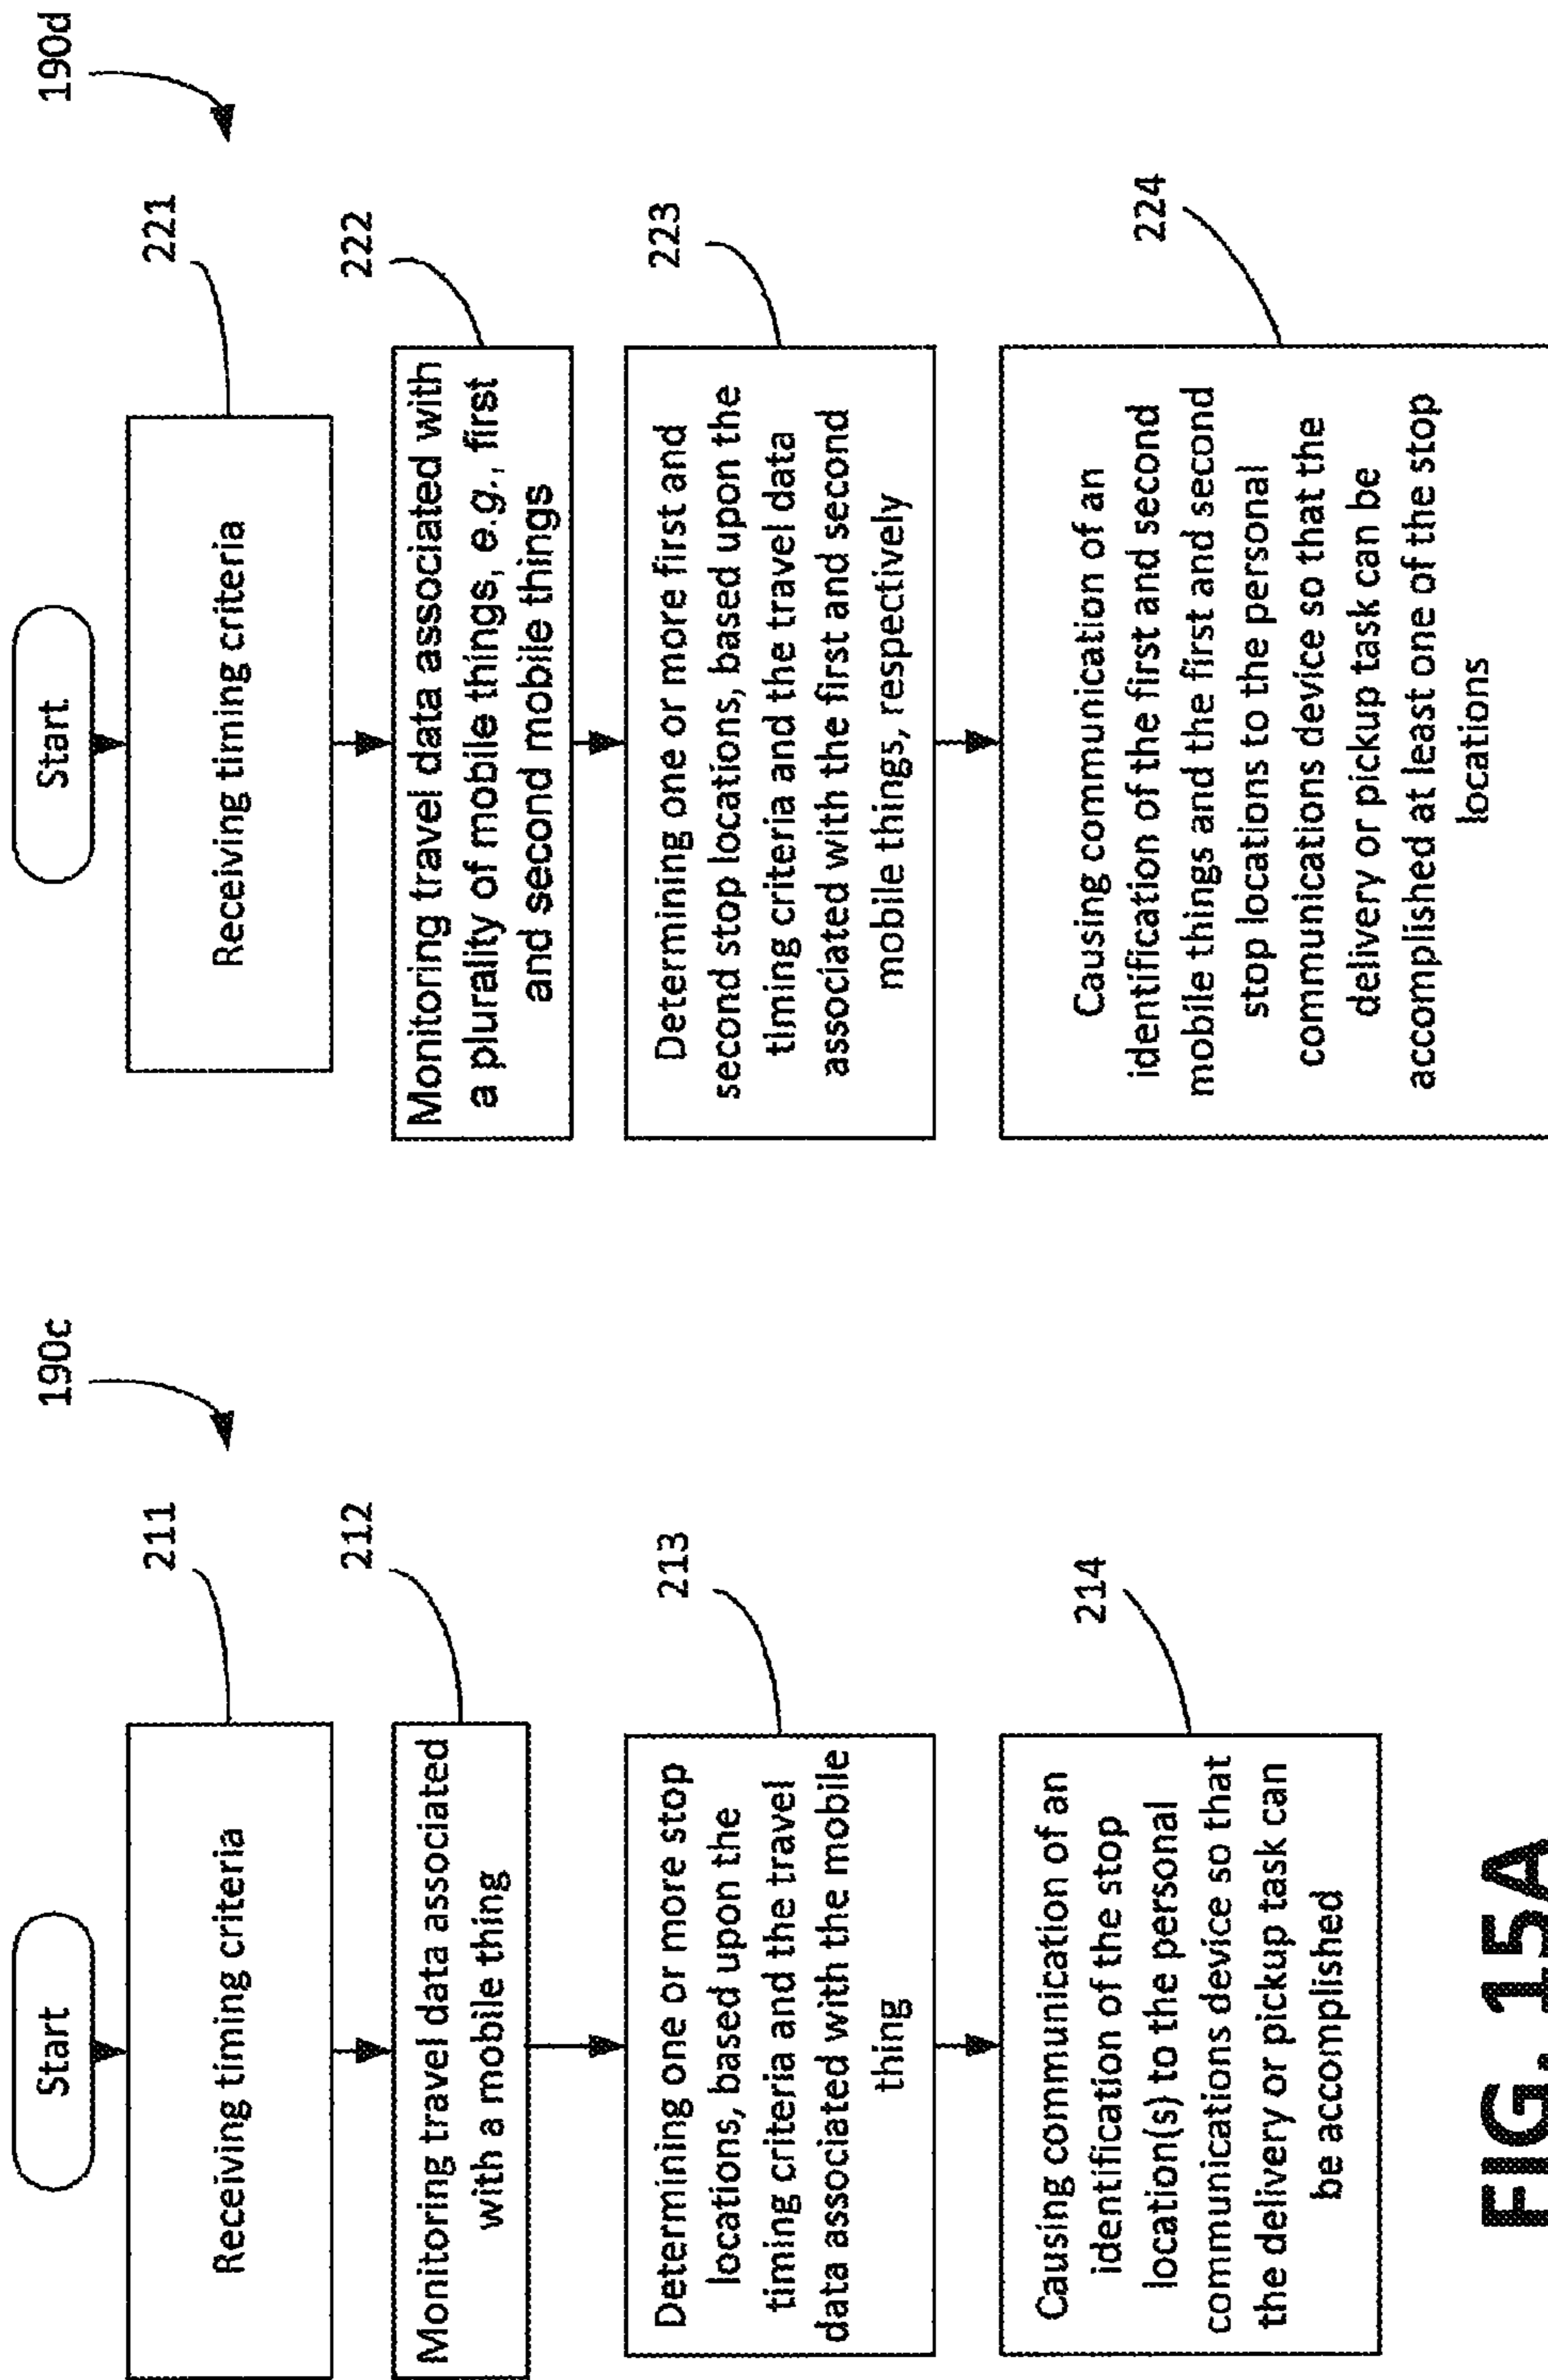 190c
Start
Receiving timing criteria
211
Monitoring travel data associated
with a mobile thing
212
Determining one or more stop
locations, based upon the
timing criteria and the travel
data associated with the mobile
thing
213
Causing communication of an
identification of the stop
location(s) to the personal
communications device so that
the delivery or pickup task can
be accomplished
214
FIG. 15A
190d
Start
Receiving timing criteria
221
Monitoring travel data associated with
a plurality of mobile things, e.g., first
and second mobile things
222
Determining one or more first and
second stop locations, based upon the
timing criteria and the travel data
associated with the first and second
mobile things, respectively
223
Causing communication of an
identification of the first and second
mobile things and the first and second
stop locations to the personal
communications device so that the
delivery or pickup task can be
accomplished at least one of the stop
locations
224